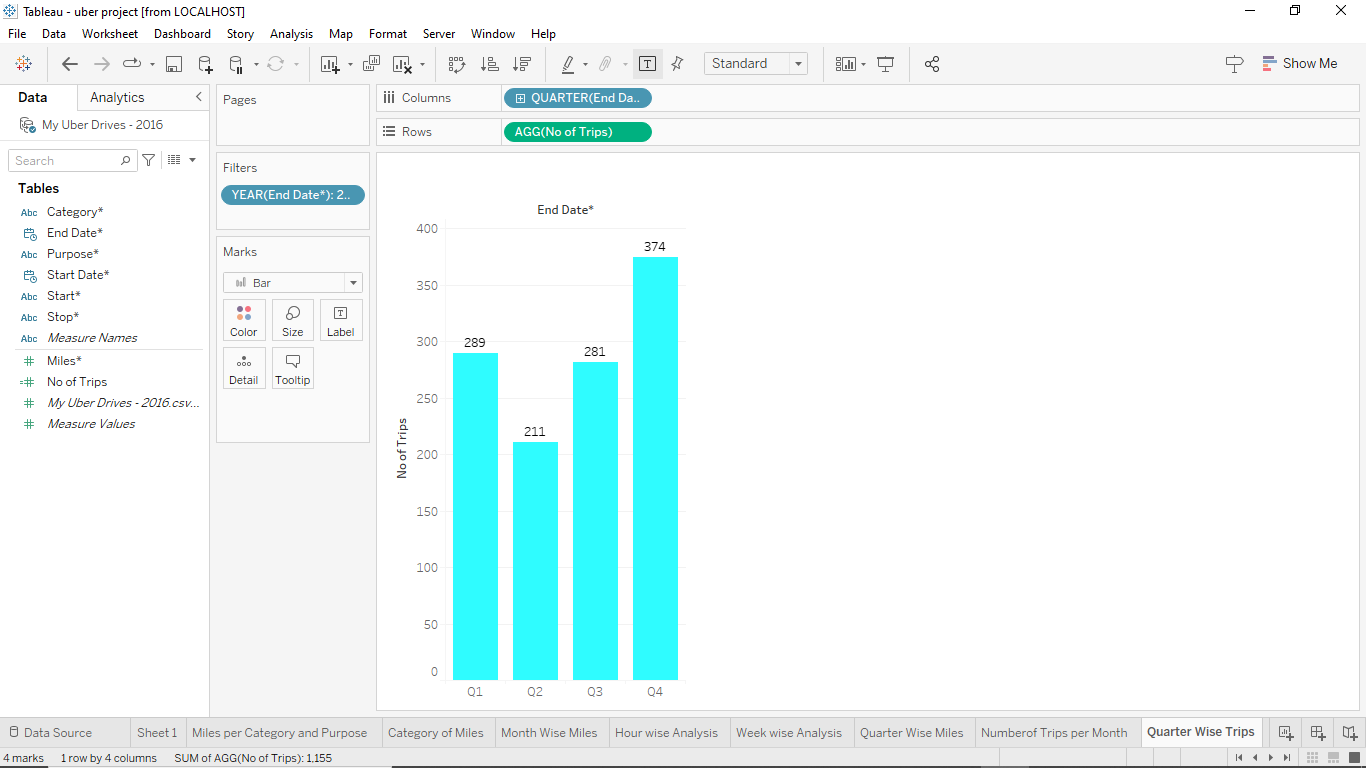 Tableau - uber project [from LOCALHOST]
File Data Worksheet Dashboard Story Analysis Map Format Server Window Help
Standard
Show Me
Data
Analytics
My Uber Drives - 2016
Search
Tables
Abc Category*
End Date*
Abc Purpose*
Start Date*
Abc Start*
Abc Stop*
Abc Measure Names
Miles*
No of Trips
My Uber Drives - 2016.csv...
Measure Values
Pages
Filters
YEAR(End Date*): 2..
Marks
Bar
Color
Size
T
Label
Detail
Tooltip
Columns
QUARTER(End Da..
Rows
AGG(No of Trips)
End Date*
400
350
300
250
200
150
100
50
0
No of Trips
289
211
281
374
Q1
Q2
Q3
Q4
Data Source
Sheet 1
Miles per Category and Purpose
Category of Miles
Month Wise Miles
Hour wise Analysis
Week wise Analysis
Quarter Wise Miles
Numberof Trips per Month
Quarter Wise Trips
4 marks
1 row by 4 columns
SUM of AGG(No of Trips): 1,155